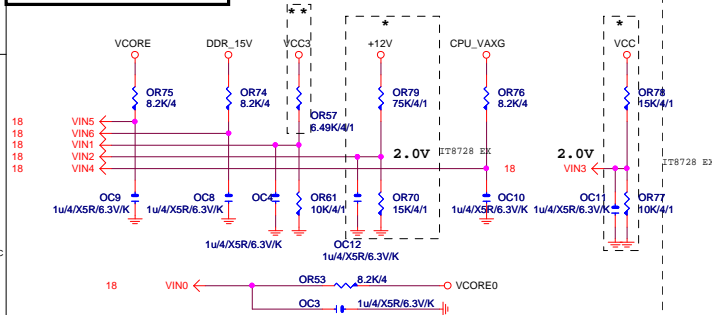 * *
*
*
VCORE
DDR_15V
VCC3
+12V
CPU_VAXG
VCC
OR75
8.2K/4
OR74
8.2K/4
OR57
6.49K/4/1
OR79
75K/4/1
OR76
8.2K/4
OR78
15K/4/1
18 VIN5
18 VIN6
18 VIN1
18 VIN2
18 VIN4
2.0V
IT8728 EX
18
2.0V
VIN3
IT8728 EX
OC9
1u/4/X5R/6.3V/K
OC8
1u/4/X5R/6.3V/K
OC4
1u/4/X5R/6.3V/K
OR61
10K/4/1
OC12
1u/4/X5R/6.3V/K
OR70
15K/4/1
OC10
1u/4/X5R/6.3V/K
OC11
1u/4/X5R/6.3V/K
OR77
10K/4/1
C
18 VIN0
OR53
8.2K/4
VCORE0
OC3
1u/4/X5R/6.3V/K